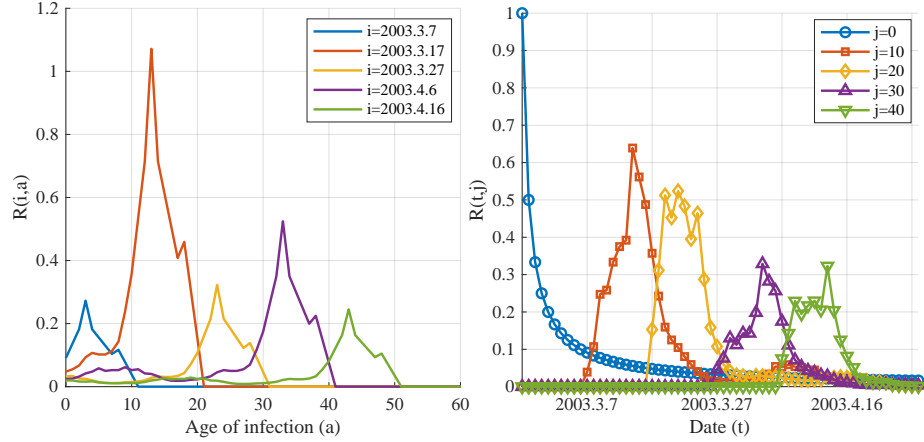 1.2
1
0.8
0.6
0.4
0.2
0
R(i,a)
0 10 20 30 40 50 60
Age of infection (a)
i=2003.3.7
i=2003.3.17
i=2003.3.27
i=2003.4.6
i=2003.4.16
1
0.9
0.8
0.7
0.6
0.5
0.4
0.3
0.2
0.1
0
R(t,j)
2003.3.7 2003.3.27 2003.4.16
Date (t)
j=0
j=10
j=20
j=30
j=40